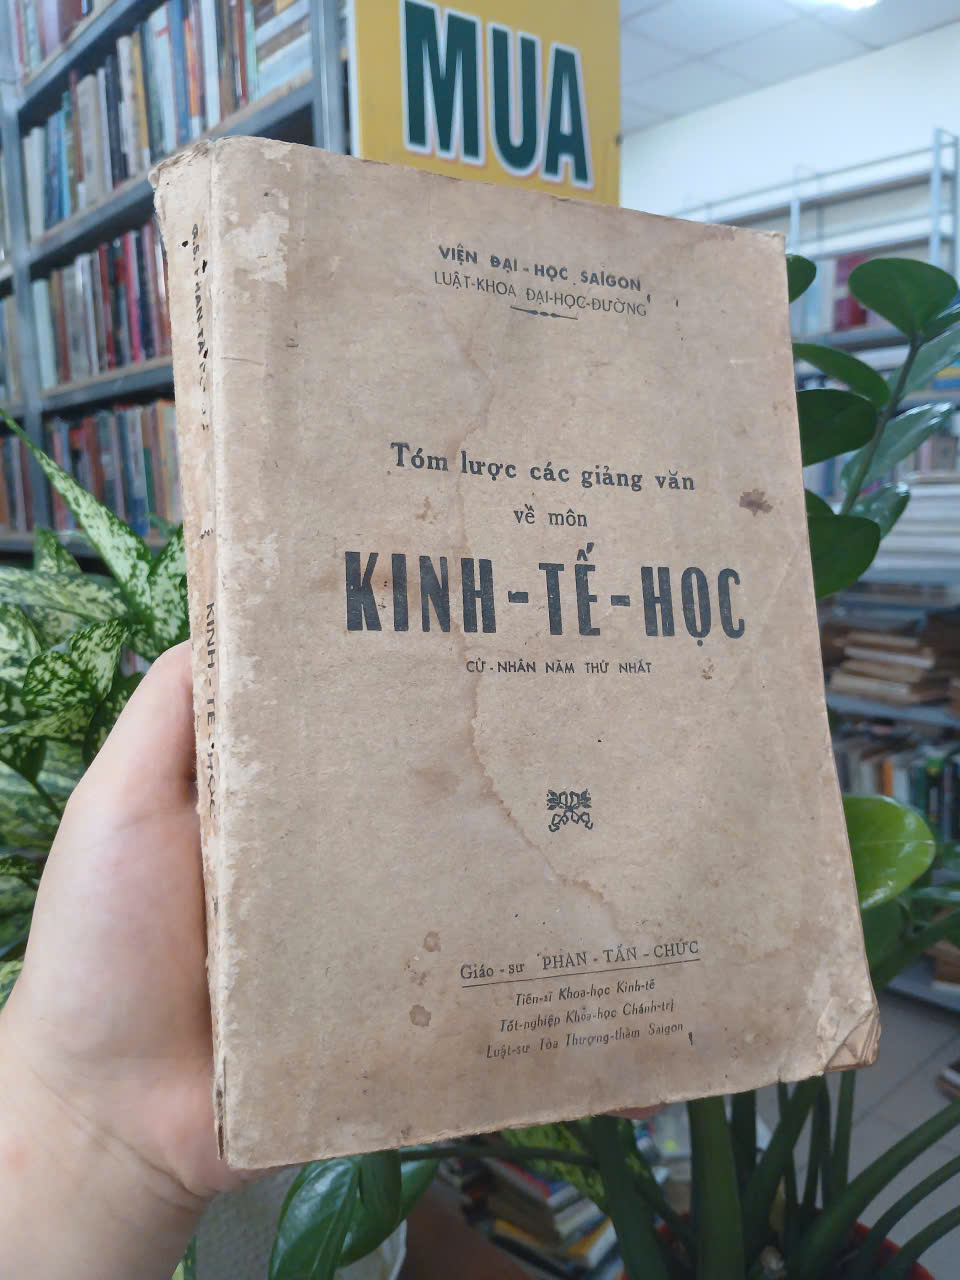 MUA
VIỆN ĐẠI-HỌC SAIGON
LUẬT-KHOA ĐẠI-HỌC-ĐƯỜNG
Tóm lược các giảng văn
về môn
KINH-TẾ-HỌC
CỬ-NHÂN NĂM THỨ NHẤT
Giáo-sư PHAN-TẤN-CHỨC
Tiến-sĩ Khoa-học Kinh-tế
Tốt-nghiệp Khoa-học Chánh-trị
Luật-sư Tòa Thượng-thẩm Saigon
KINH-TẾ HỌC